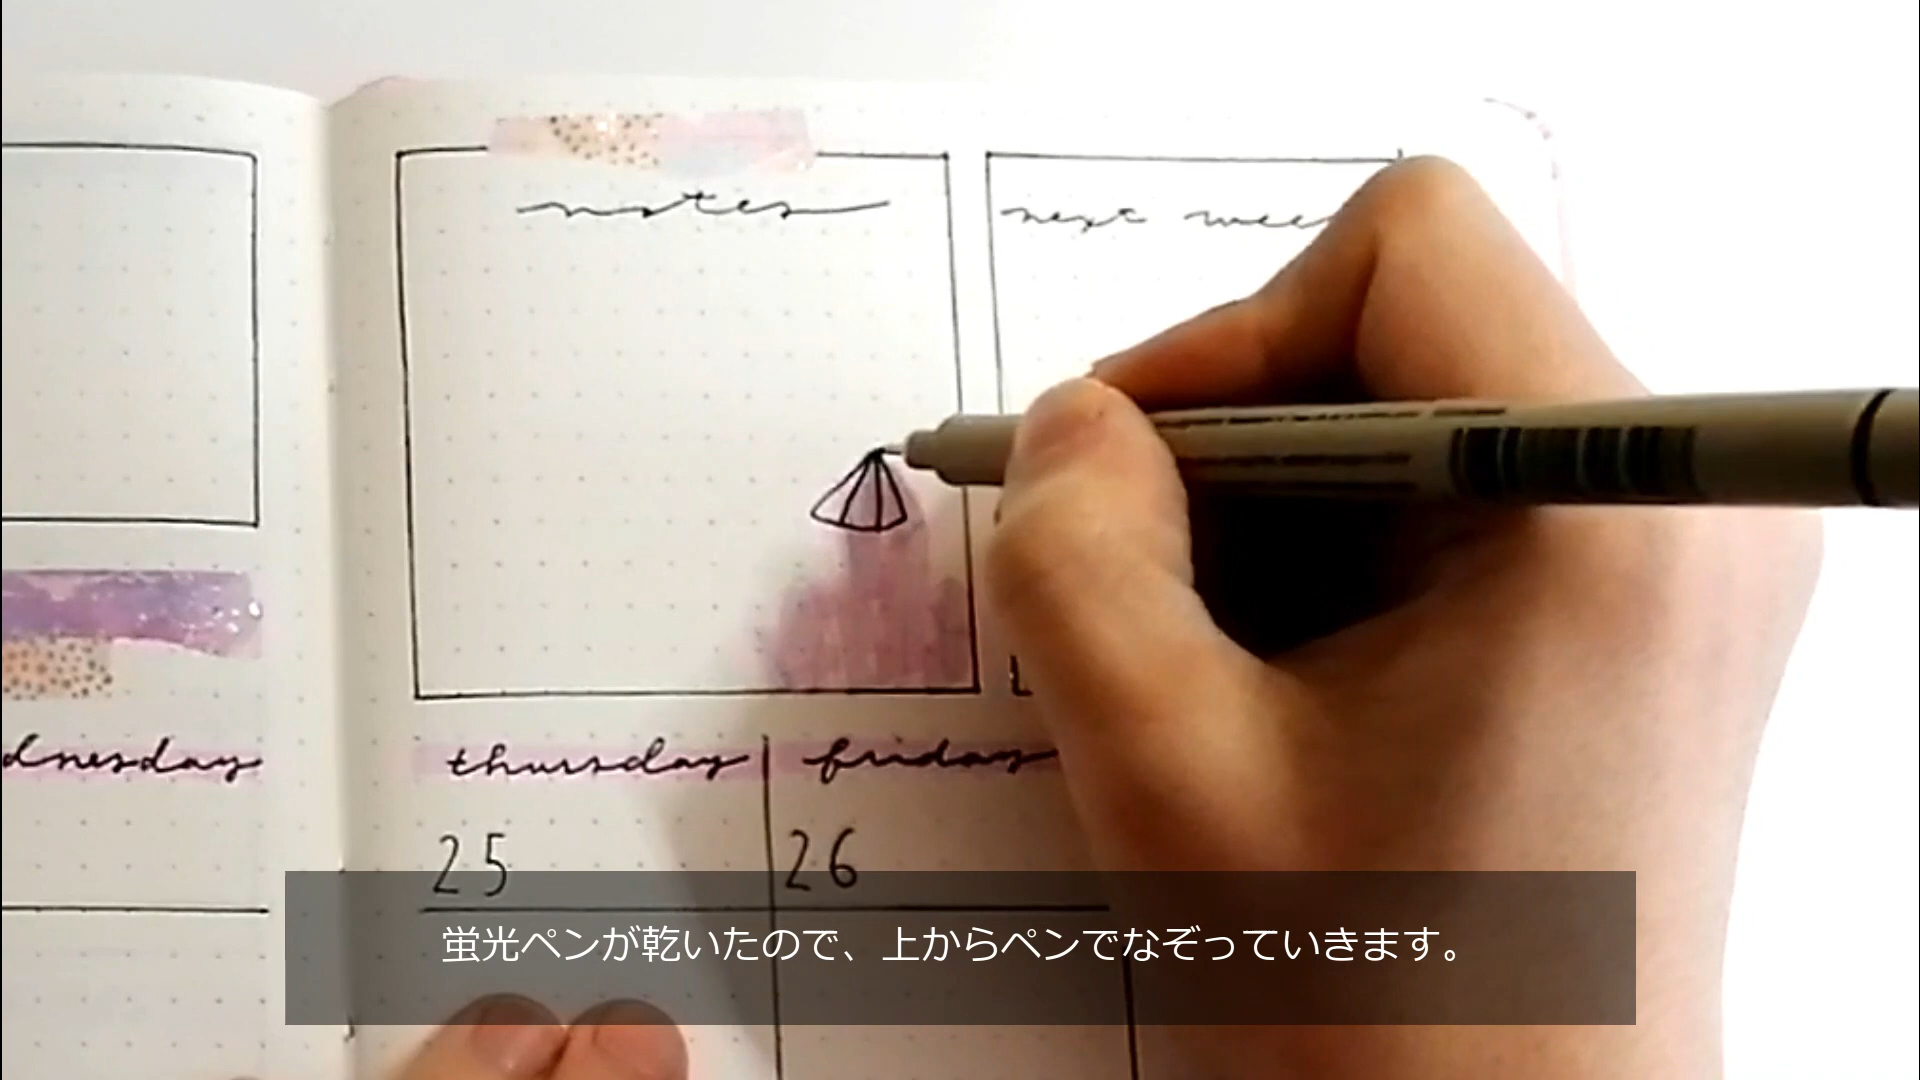 notes
next wee
dnesday
thursday
friday
25
26
蛍光ペンが乾いたので、上からペンでなぞっていきます。